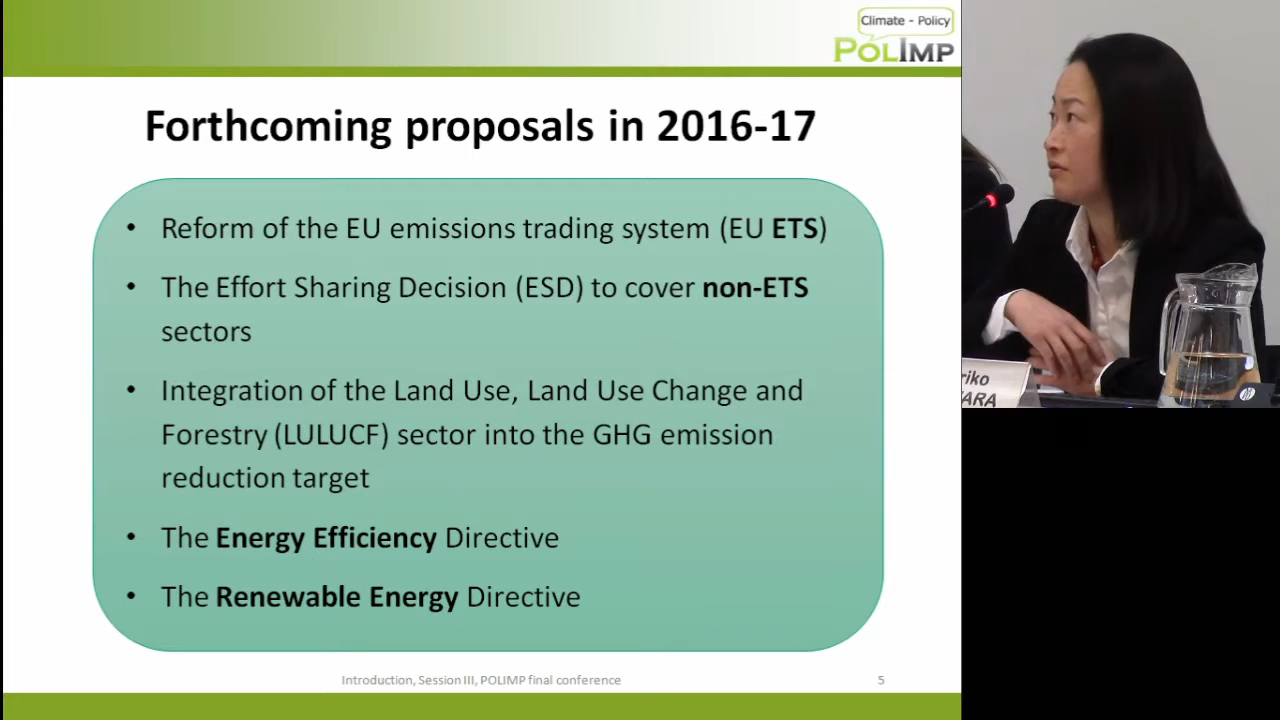 Climate - Policy
POLIMP
Forthcoming proposals in 2016-17
• Reform of the EU emissions trading system (EU ETS)
• The Effort Sharing Decision (ESD) to cover non-ETS
sectors
• Integration of the Land Use, Land Use Change and
Forestry (LULUCF) sector into the GHG emission
reduction target
• The Energy Efficiency Directive
• The Renewable Energy Directive
Introduction, Session III, POLIMP final conference
5